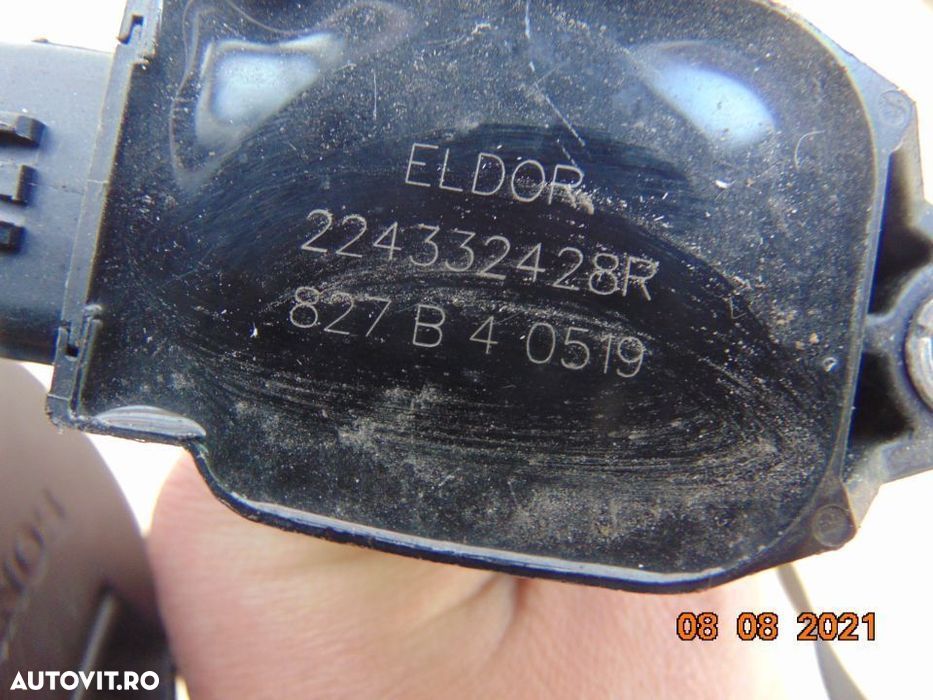 ELDOR
224332428R
827 B 4 0519
08 08 2021
AUTOVIT.RO